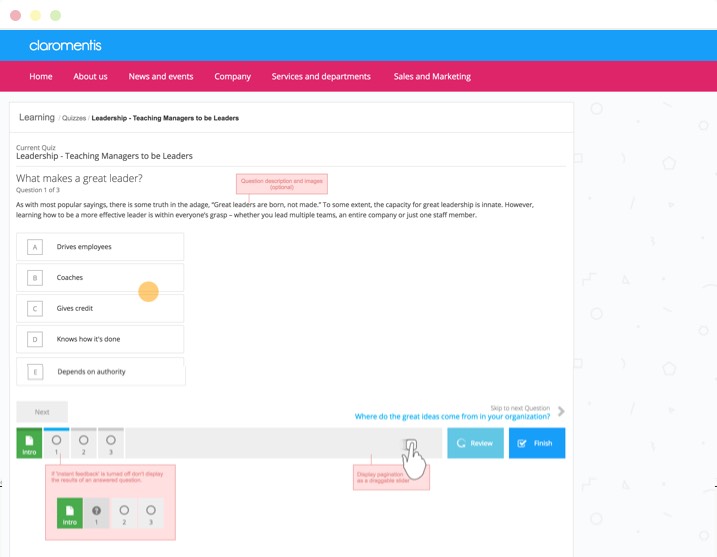 claromentis
Home About us News and events Company Services and departments Sales and Marketing
Learning / Quizzes / Leadership - Teaching Managers to be Leaders
Current Quiz
Leadership - Teaching Managers to be Leaders
What makes a great leader?
Question 1 of 3
Question description and images
(optional)
As with most popular sayings, there is some truth in the adage, "Great leaders are born, not made." To some extent, the capacity for great leadership is innate. However,
learning how to be a more effective leader is within everyone's grasp – whether you lead multiple teams, an entire company or just one staff member.
A Drives employees
B Coaches
C Gives credit
D Knows how it's done
E Depends on authority
Next
Skip to next Question
Where do the great ideas come from in your organization?
Intro 1 2 3 Review Finish
If 'Instant feedback' is turned off don't display
the results of an answered question.
Display pagination
as a draggable slider
Intro 1 2 3